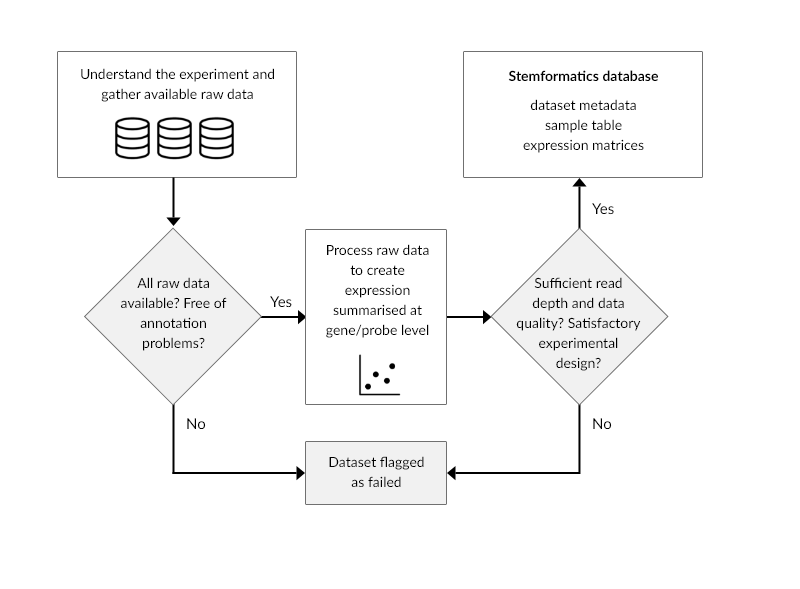 Understand the experiment and
gather available raw data
Stemformatics database
dataset metadata
sample table
expression matrices
Yes
All raw data
available? Free of
annotation
problems?
Yes
Process raw data
to create
expression
summarised at
gene/probe level
Sufficient read
depth and data
quality? Satisfactory
experimental
design?
No
No
Dataset flagged
as failed